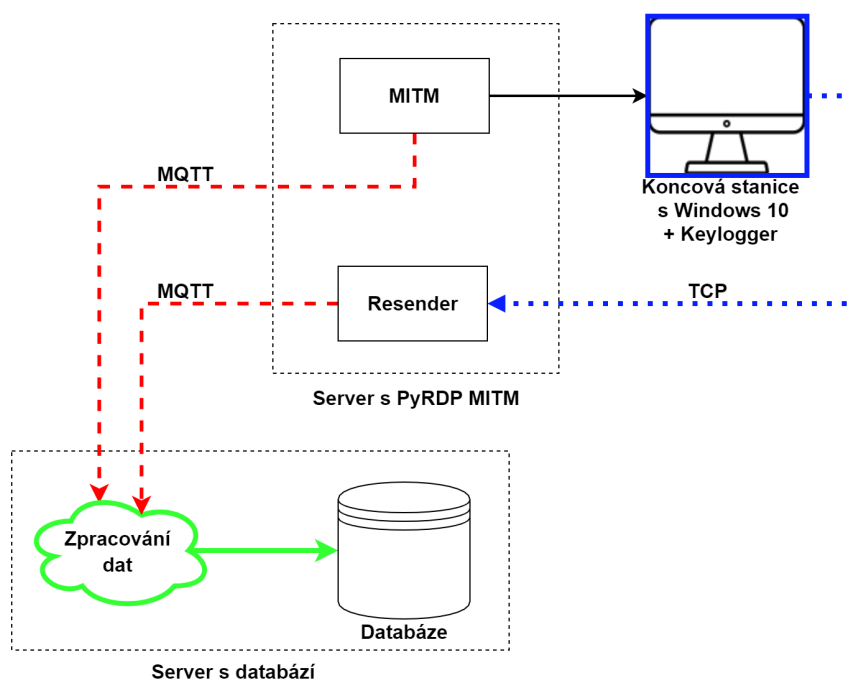 MITM
Koncová stanice
s Windows 10
+ Keylogger
MQTT
MQTT
Resender
TCP
Server s PyRDP MITM
Zpracování
dat
Databáze
Server s databází